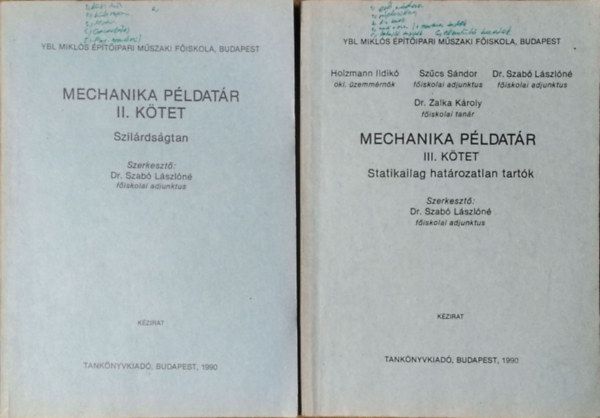 YBL MIKLÓS ÉPÍTŐIPARI MŰSZAKI FŐISKOLA, BUDAPEST
MECHANIKA PÉLDATÁR
II. KÖTET
Szilárdságtan
Szerkesztő:
Dr. Szabó Lászlóné
főiskolai adjunktus
KÉZIRAT
TANKÖNYVKIADÓ, BUDAPEST, 1990
YBL MIKLÓS ÉPÍTŐIPARI MŰSZAKI FŐISKOLA, BUDAPEST
Holzmann Ildikó Szűcs Sándor Dr. Szabó Lászlóné
okl. üzemmérnök főiskolai adjunktus főiskolai adjunktus
Dr. Zalka Károly
főiskolai tanár
MECHANIKA PÉLDATÁR
III. KÖTET
Statikailag határozatlan tartók
Szerkesztő:
Dr. Szabó Lászlóné
főiskolai adjunktus
KÉZIRAT
TANKÖNYVKIADÓ, BUDAPEST, 1990